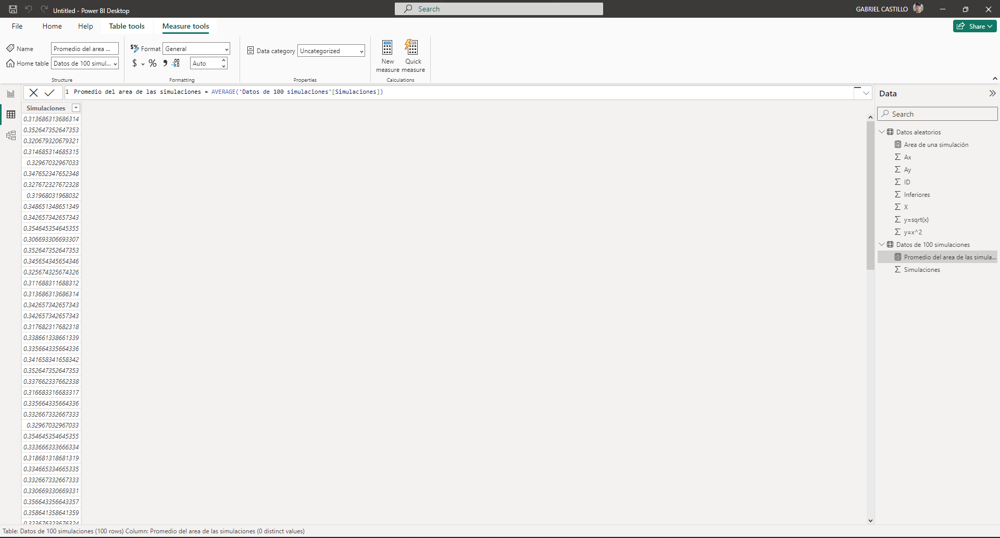 Untitled - Power BI Desktop
Search
GABRIEL CASTILLO
File Home Help Table tools Measure tools
Share
Name Promedio del area ...
Home table Datos de 100 simul...
Structure
Format General
$ % Auto
Formatting
Data category Uncategorized
Properties
New measure
Quick measure
Calculations
1 Promedio del area de las simulaciones = AVERAGE('Datos de 100 simulaciones'[Simulaciones])
Simulaciones
0.313686313686314
0.352647352647353
0.320679320679321
0.314685314685315
0.32967032967033
0.347652347652348
0.327672327672328
0.31968031968032
0.348651348651349
0.342657342657343
0.354645354645355
0.306693306693307
0.352647352647353
0.345654345654346
0.325674325674326
0.311688311688312
0.313686313686314
0.342657342657343
0.342657342657343
0.317682317682318
0.338661338661339
0.335664335664336
0.341658341658342
0.352647352647353
0.337662337662338
0.316683316683317
0.335664335664336
0.332667332667333
0.32967032967033
0.354645354645355
0.333666333666334
0.318681318681319
0.334665334665335
0.332667332667333
0.330669330669331
0.356643356643357
0.358641358641359
0.323676323676324
Data
Search
Datos aleatorios
Area de una simulación
Ax
Ay
ID
Inferiores
X
y=sqrt(x)
y=x^2
Datos de 100 simulaciones
Promedio del area de las simula...
Simulaciones
Table: Datos de 100 simulaciones (100 rows) Column: Promedio del area de las simulaciones (0 distinct values)